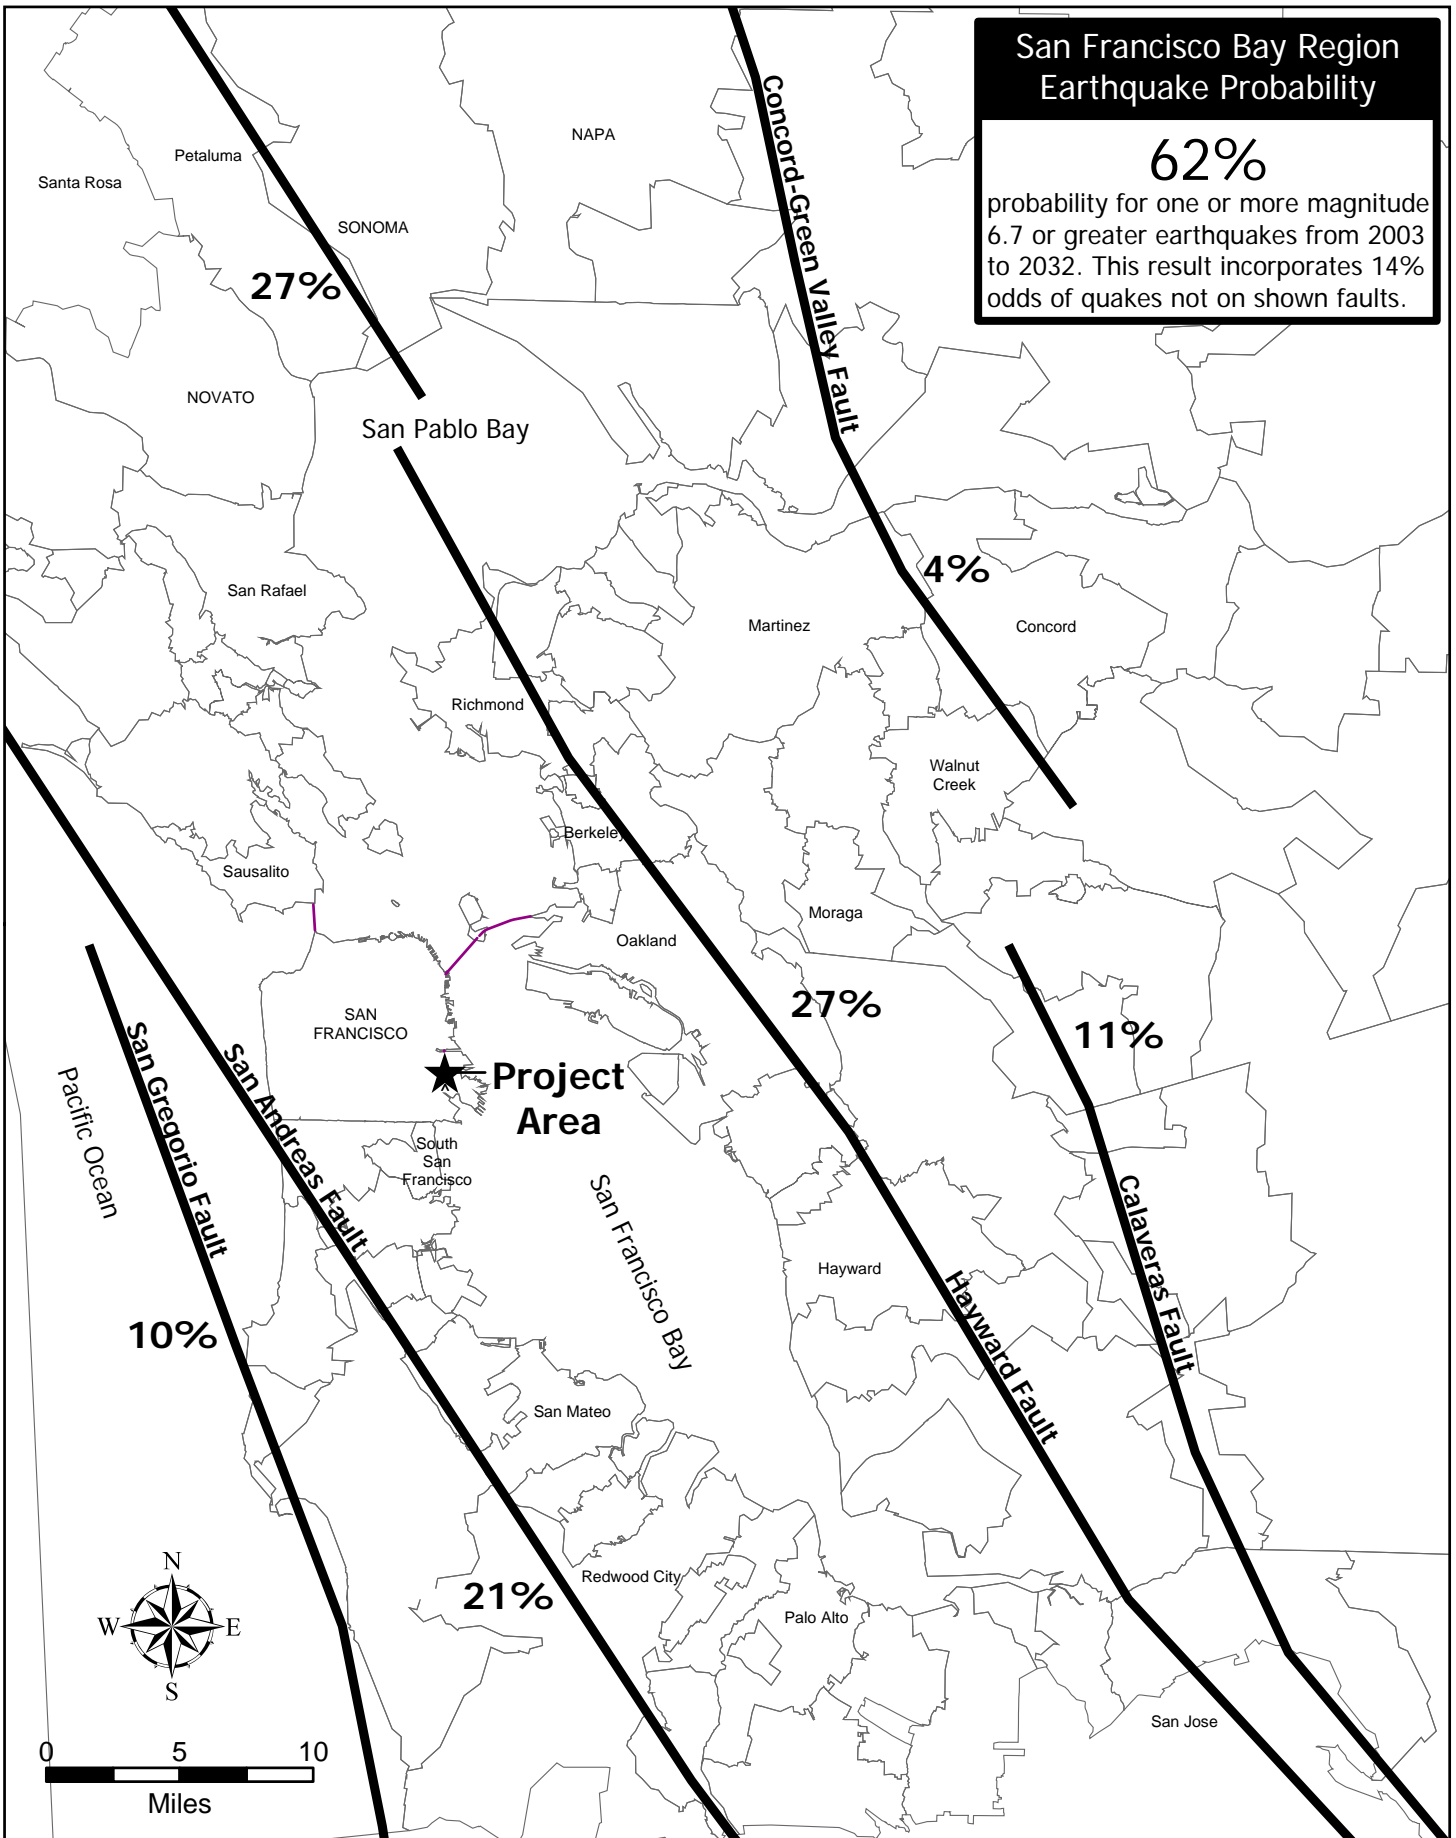 San Francisco Bay Region
Earthquake Probability
62%
probability for one or more magnitude
6.7 or greater earthquakes from 2003
to 2032. This result incorporates 14%
odds of quakes not on shown faults.
NAPA
Petaluma
Santa Rosa
SONOMA
27%
Concord-Green Valley Fault
NOVATO
San Pablo Bay
4%
San Rafael
Martinez
Concord
Richmond
Walnut
Creek
Berkeley
Sausalito
Moraga
Oakland
27%
SAN
FRANCISCO
11%
Project
Area
San Gregorio Fault
San Andreas Fault
Pacific Ocean
South
San
Francisco
San Francisco Bay
Hayward
Hayward Fault
Calaveras Fault
10%
San Mateo
21%
Redwood City
Palo Alto
San Jose
N
W
E
S
0 5 10
Miles